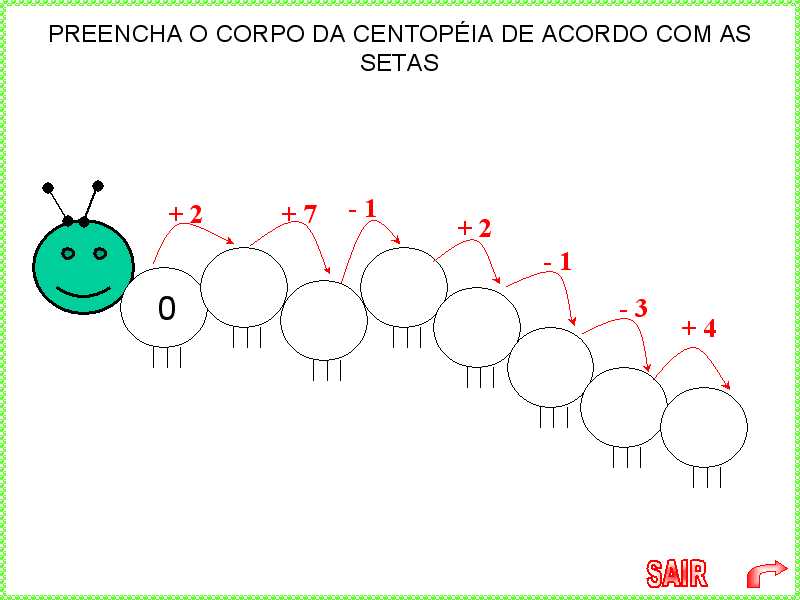 PREENCHA O CORPO DA CENTOPÉIA DE ACORDO COM AS
SETAS
+ 2
+ 7
- 1
+ 2
- 1
- 3
+ 4
0
SAIR